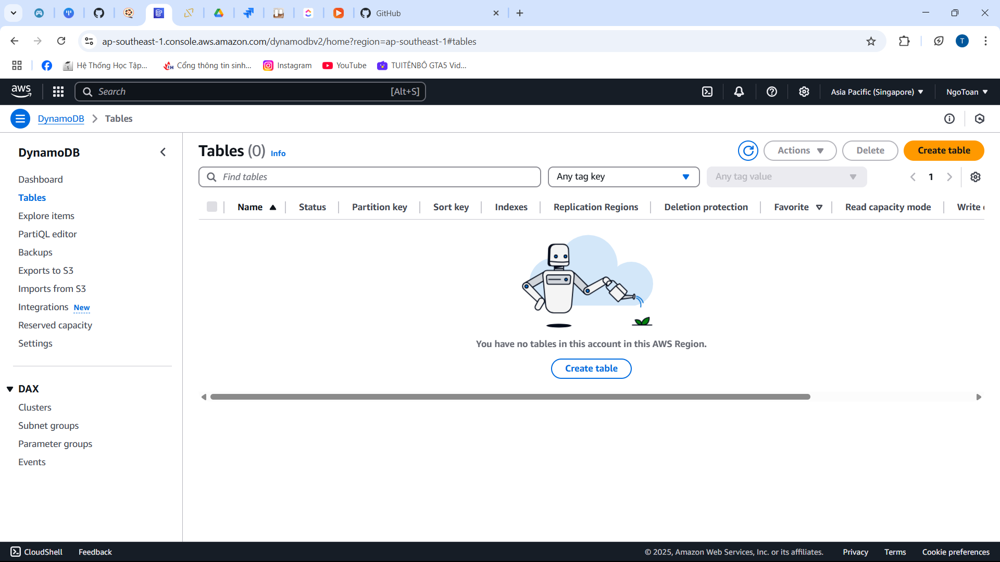 GitHub
ap-southeast-1.console.aws.amazon.com/dynamodbv2/home?region=ap-southeast-1#tables
T
Hệ Thống Học Tập...
Cổng thông tin sinh...
Instagram
YouTube
TUITÊNBÔ GTA5 Vid...
aws
Search
[Alt+S]
Asia Pacific (Singapore)
NgoToan
DynamoDB
Tables
DynamoDB
Dashboard
Tables
Explore items
PartiQL editor
Backups
Exports to S3
Imports from S3
Integrations New
Reserved capacity
Settings
DAX
Clusters
Subnet groups
Parameter groups
Events
Tables (0) Info
Actions
Delete
Create table
Find tables
Any tag key
Any tag value
1
Name
Status
Partition key
Sort key
Indexes
Replication Regions
Deletion protection
Favorite
Read capacity mode
Write
You have no tables in this account in this AWS Region.
Create table
CloudShell
Feedback
© 2025, Amazon Web Services, Inc. or its affiliates.
Privacy
Terms
Cookie preferences